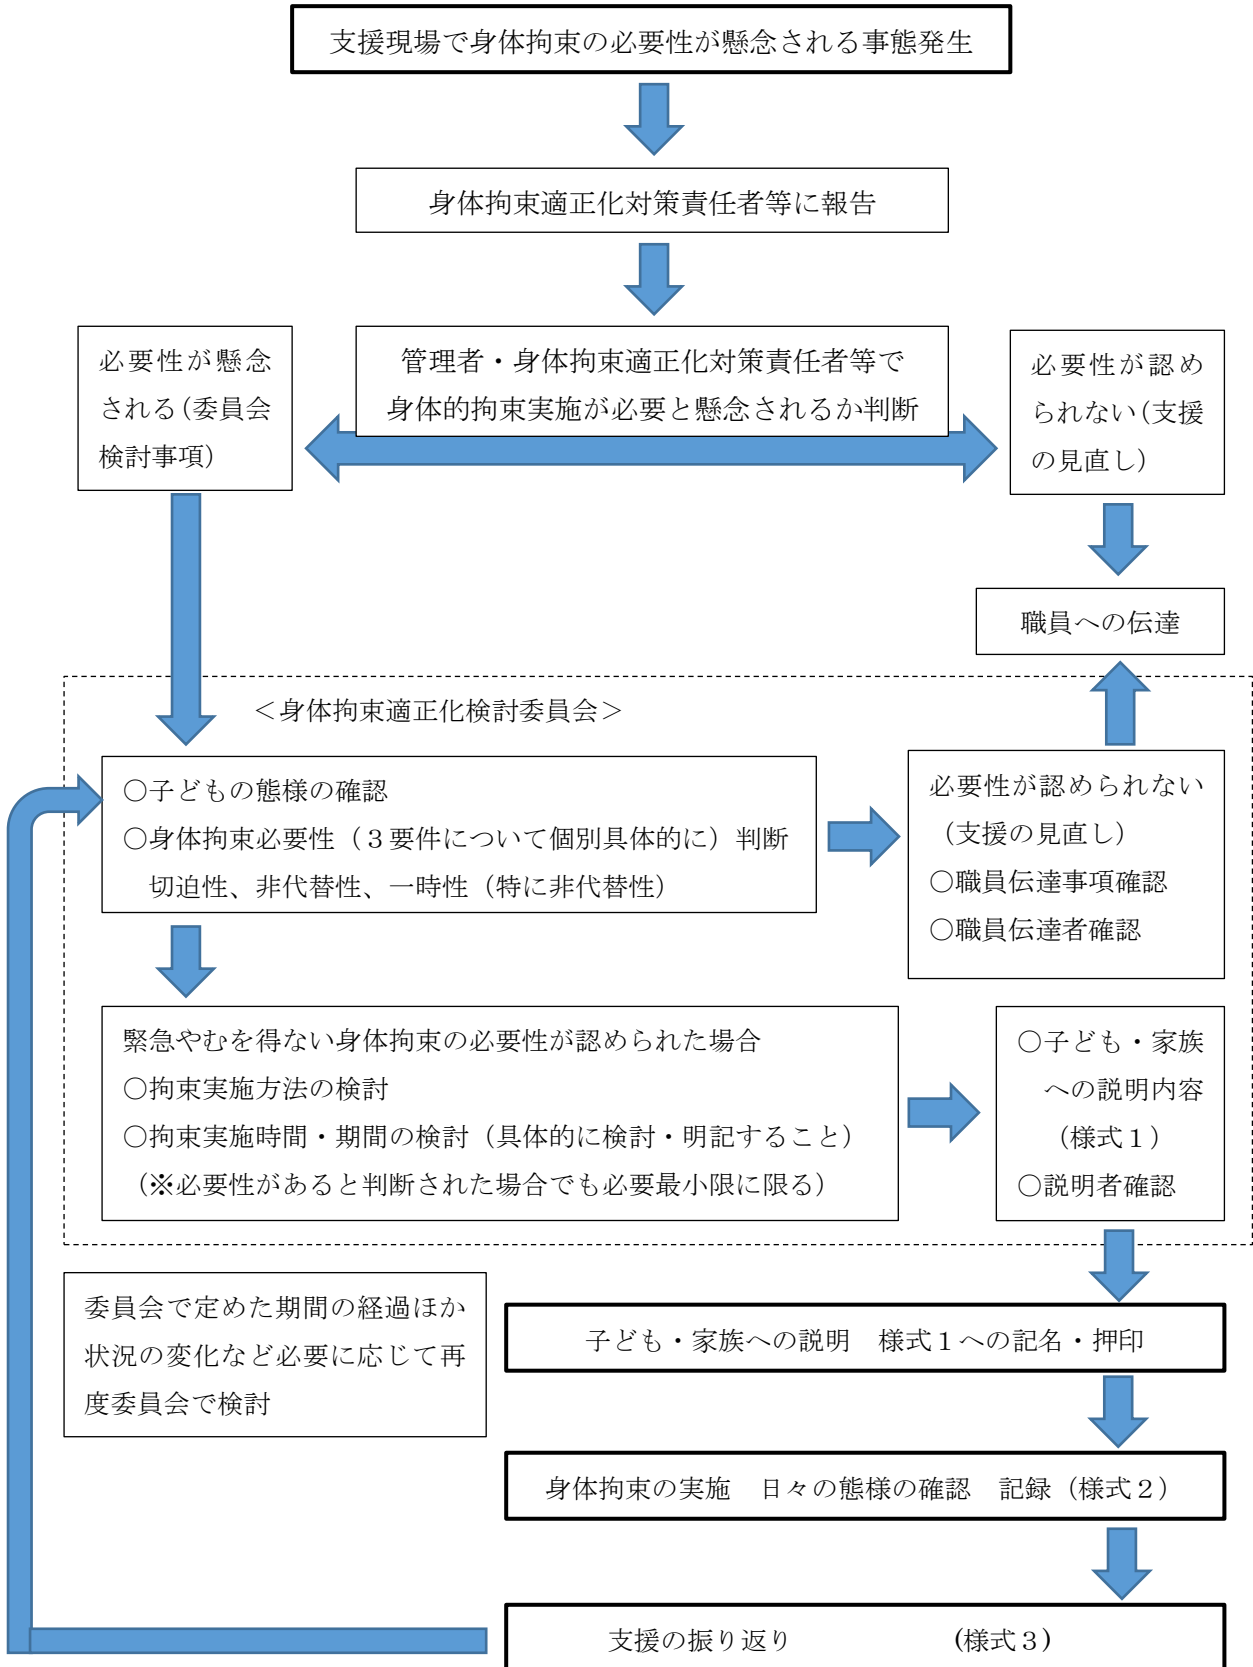 支援現場で身体拘束の必要性が懸念される事態発生
身体拘束適正化対策責任者等に報告
必要性が懸念
される（委員会
検討事項）
管理者・身体拘束適正化対策責任者等で
身体的拘束実施が必要と懸念されるか判断
必要性が認め
られない（支援
の見直し）
職員への伝達
＜身体拘束適正化検討委員会＞
○子どもの態様の確認
○身体拘束必要性（３要件について個別具体的に）判断
切迫性、非代替性、一時性（特に非代替性）
必要性が認められない
（支援の見直し）
○職員伝達事項確認
○職員伝達者確認
緊急やむを得ない身体拘束の必要性が認められた場合
○拘束実施方法の検討
○拘束実施時間・期間の検討（具体的に検討・明記すること）
（※必要性があると判断された場合でも必要最小限に限る）
○子ども・家族
への説明内容
（様式１）
○説明者確認
委員会で定めた期間の経過ほか
状況の変化など必要に応じて再
度委員会で検討
子ども・家族への説明　様式１への記名・押印
身体拘束の実施　日々の態様の確認　記録（様式２）
支援の振り返り　　　　　　　(様式３)